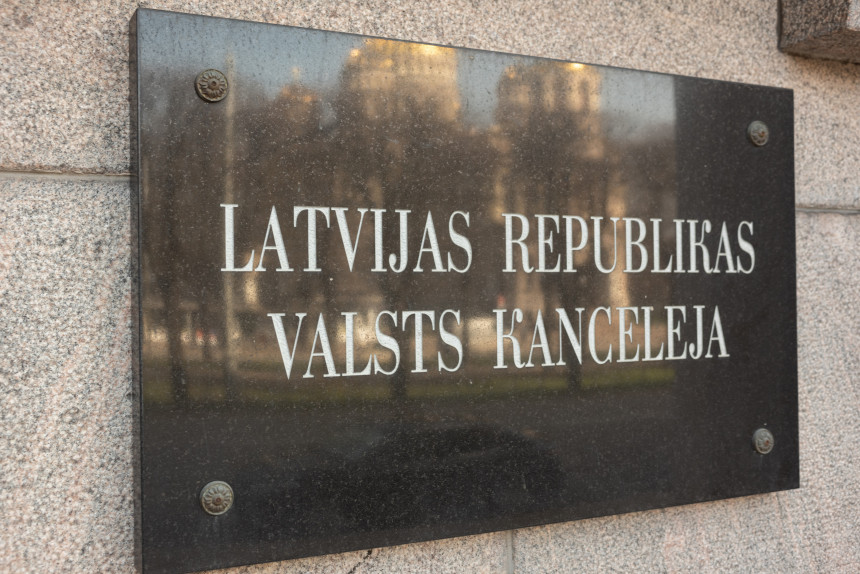 LATVIJAS REPUBLIKAS
VALSTS KANCELEJA